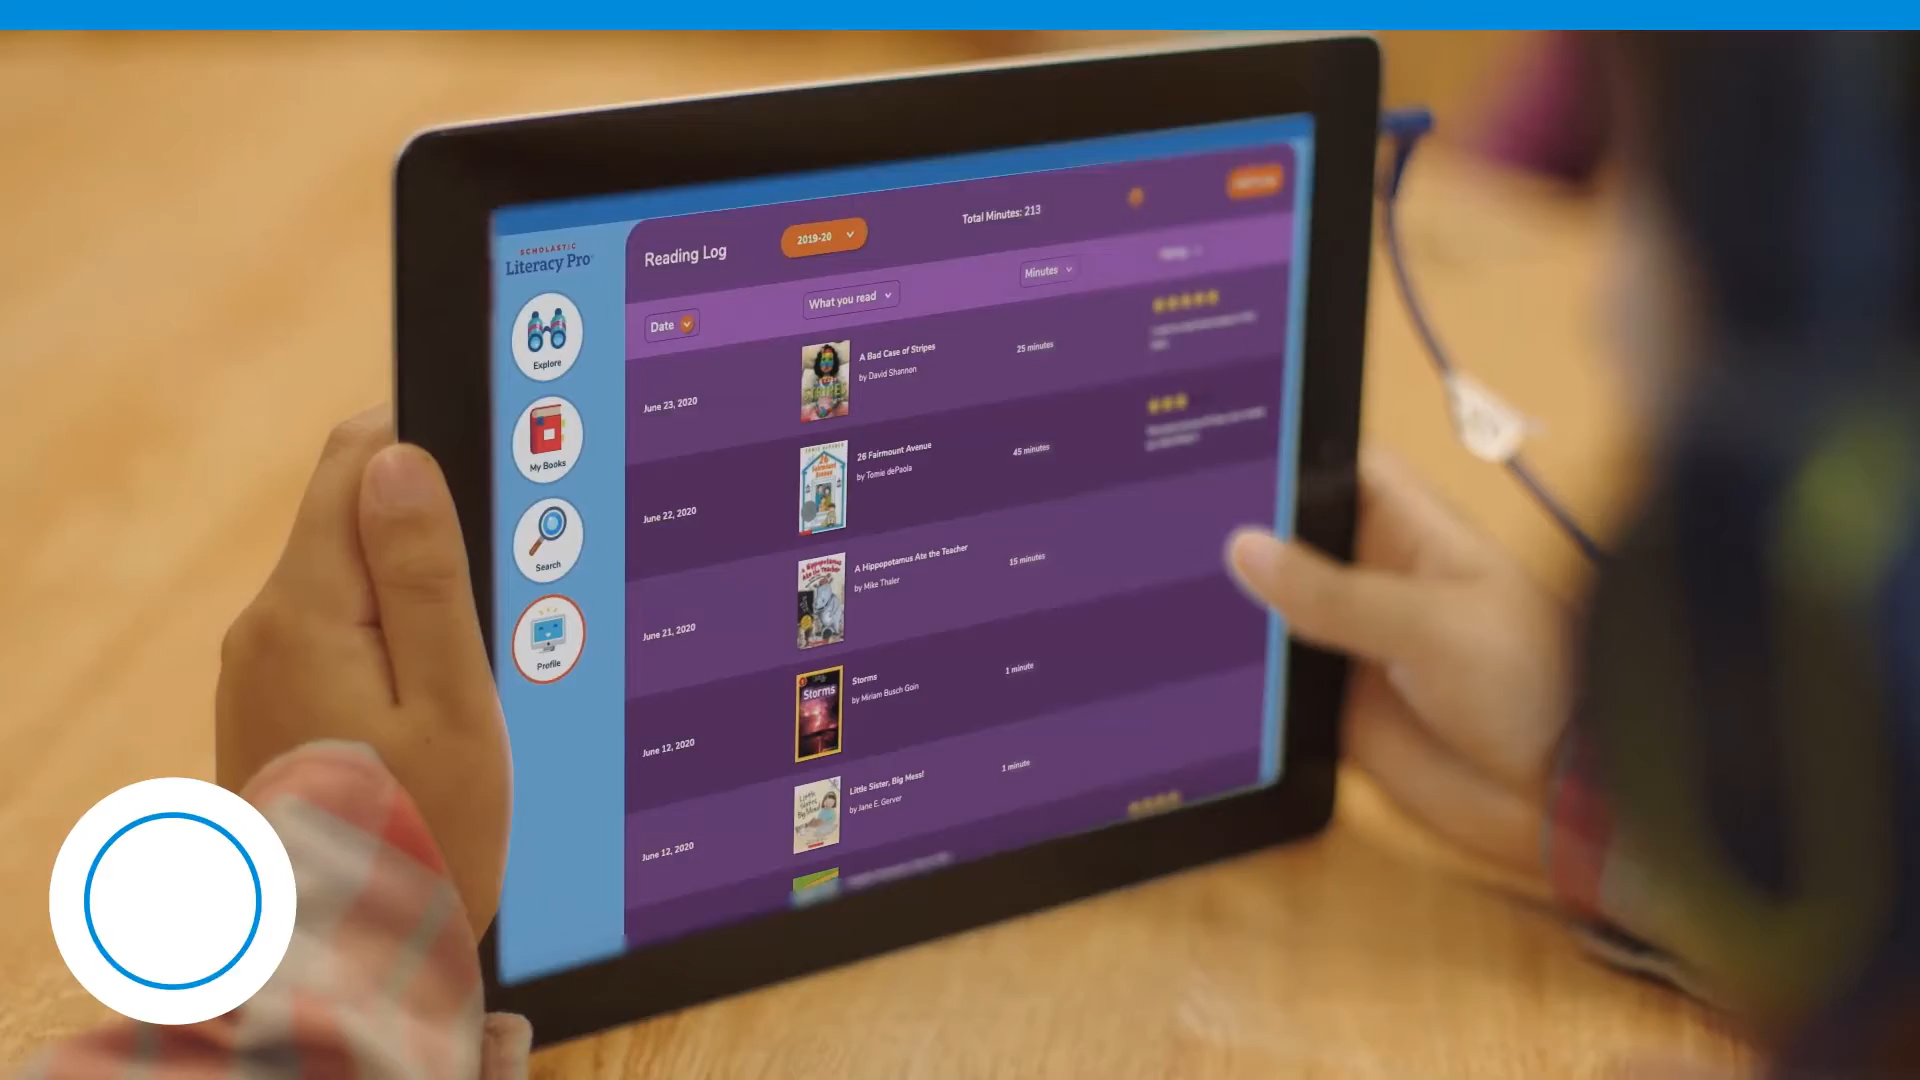 SCHOLASTIC
Literacy Pro
Explore
My Books
Search
Profile
Reading Log
2019-20
Total Minutes: 213
Date
What you read
Minutes
June 23, 2020
A Bad Case of Stripes
by David Shannon
25 minutes
June 22, 2020
26 Fairmount Avenue
by Tomie dePaola
45 minutes
June 21, 2020
A Hippopotamus Ate the Teacher
by Mike Thaler
15 minutes
June 12, 2020
Storms
Storms
by Miriam Busch Goin
1 minute
June 12, 2020
Little Sister, Big Mess!
by Jane E. Gerver
1 minute